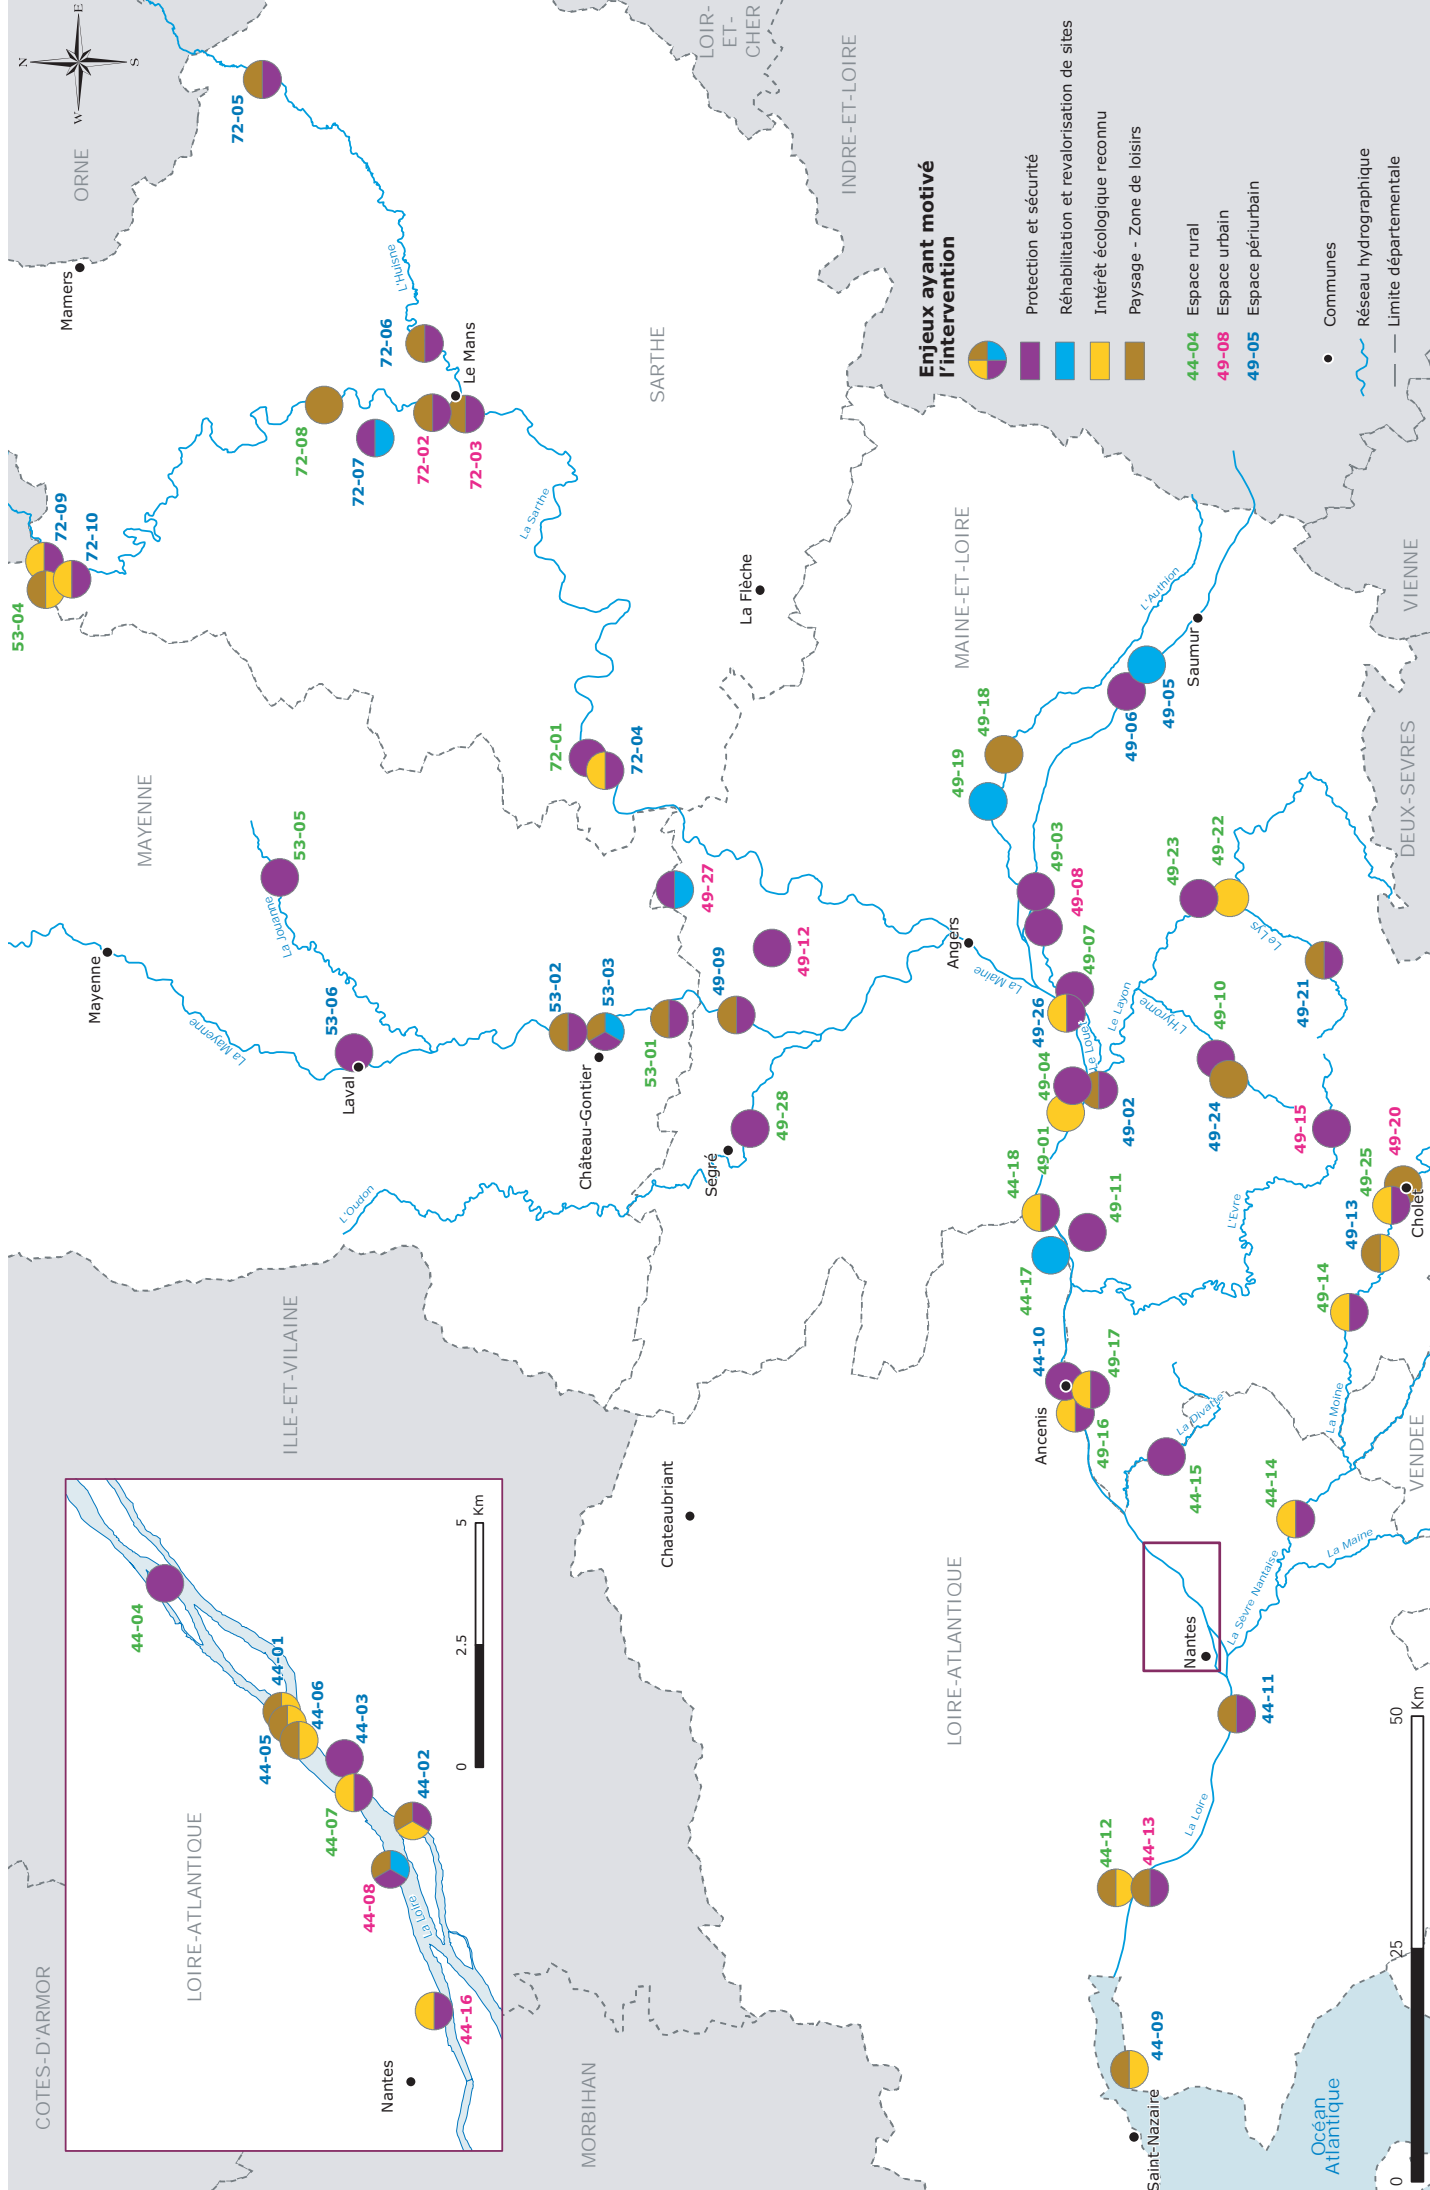 COTES-D'ARMOR
ILLE-ET-VILAINE
MORBIHAN
MAYENNE
ORNE
SARTHE
LOIR-
ET-
CHER
INDRE-ET-LOIRE
MAINE-ET-LOIRE
LOIRE-ATLANTIQUE
VENDEE
DEUX-SEVRES
VIENNE
N
E
S
W
LOIRE-ATLANTIQUE
Nantes
La Loire
44-04
44-01
44-06
44-05
44-03
44-07
44-02
44-08
44-16
0
2.5
5
Km
53-04
72-09
72-10
72-05
Mamers
L'Huisne
72-06
Le Mans
72-08
72-07
72-02
72-03
La Sarthe
La Flèche
72-01
72-04
Mayenne
La Mayenne
La Jouanne
53-05
53-06
Laval
53-02
53-03
Château-Gontier
53-01
49-09
49-27
49-12
L'Oudon
Segré
49-28
Chateaubriant
Angers
La Maine
49-19
49-18
49-03
49-08
49-07
49-26
49-06
49-05
Saumur
L'Authion
49-23
49-22
Le Lys
49-21
Le Layon
L'Hyrome
49-10
49-24
Le Louet
49-04
49-01
49-02
44-18
44-17
49-11
L'Evre
49-15
49-20
49-25
49-13
Cholet
49-14
La Moine
44-10
Ancenis
49-17
49-16
La Divatte
44-15
44-14
La Sèvre Nantaise
La Maine
Nantes
44-11
La Loire
44-12
44-13
44-09
Saint-Nazaire
Océan
Atlantique
0
25
50
Km
Enjeux ayant motivé
l'intervention
Protection et sécurité
Réhabilitation et revalorisation de sites
Intérêt écologique reconnu
Paysage - Zone de loisirs
44-04 Espace rural
49-08 Espace urbain
49-05 Espace périurbain
Communes
Réseau hydrographique
Limite départementale